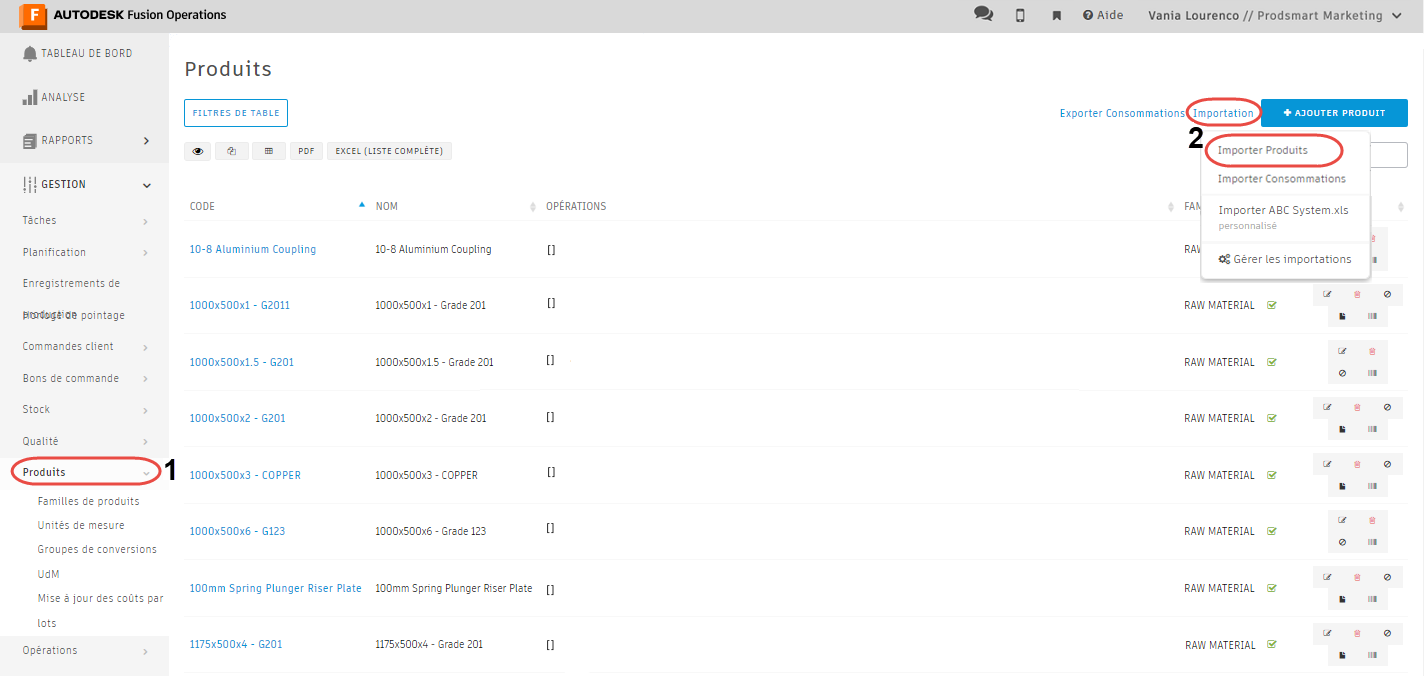 F AUTODESK Fusion Operations
Aide
Vania Lourenco // Prodsmart Marketing
TABLEAU DE BORD
ANALYSE
RAPPORTS
GESTION
Tâches
Planification
Enregistrements de
production
Horloge de pointage
Commandes client
Bons de commande
Stock
Qualité
Produits
1
Familles de produits
Unités de mesure
Groupes de conversions
UdM
Mise à jour des coûts par
lots
Opérations
Produits
FILTRES DE TABLE
Exporter Consommations
Importation
+ AJOUTER PRODUIT
2
Importer Produits
Importer Consommations
Importer ABC System.xls
personnalisé
Gérer les importations
PDF
EXCEL (LISTE COMPLÈTE)
CODE NOM OPÉRATIONS FAM
10-8 Aluminium Coupling 10-8 Aluminium Coupling [] RAW
1000x500x1 - G2011 1000x500x1 - Grade 201 [] RAW MATERIAL
1000x500x1.5 - G201 1000x500x1.5 - Grade 201 [] RAW MATERIAL
1000x500x2 - G201 1000x500x2 - Grade 201 [] RAW MATERIAL
1000x500x3 - COPPER 1000x500x3 - COPPER [] RAW MATERIAL
1000x500x6 - G123 1000x500x6 - Grade 123 [] RAW MATERIAL
100mm Spring Plunger Riser Plate 100mm Spring Plunger Riser Plate [] RAW MATERIAL
1175x500x4 - G201 1175x500x4 - Grade 201 [] RAW MATERIAL